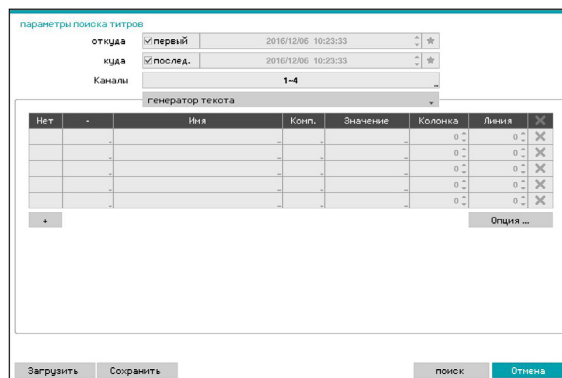 параметры поиска титров
откуда первый 2016/12/06 10:23:33
куда послед. 2016/12/06 10:23:33
Каналы 1~4
генератор текста
Нет - Имя Комп. Значение Колонка Линия
0 0
0 0
0 0
0 0
0 0
+ Опция ...
Загрузить Сохранить поиск Отмена